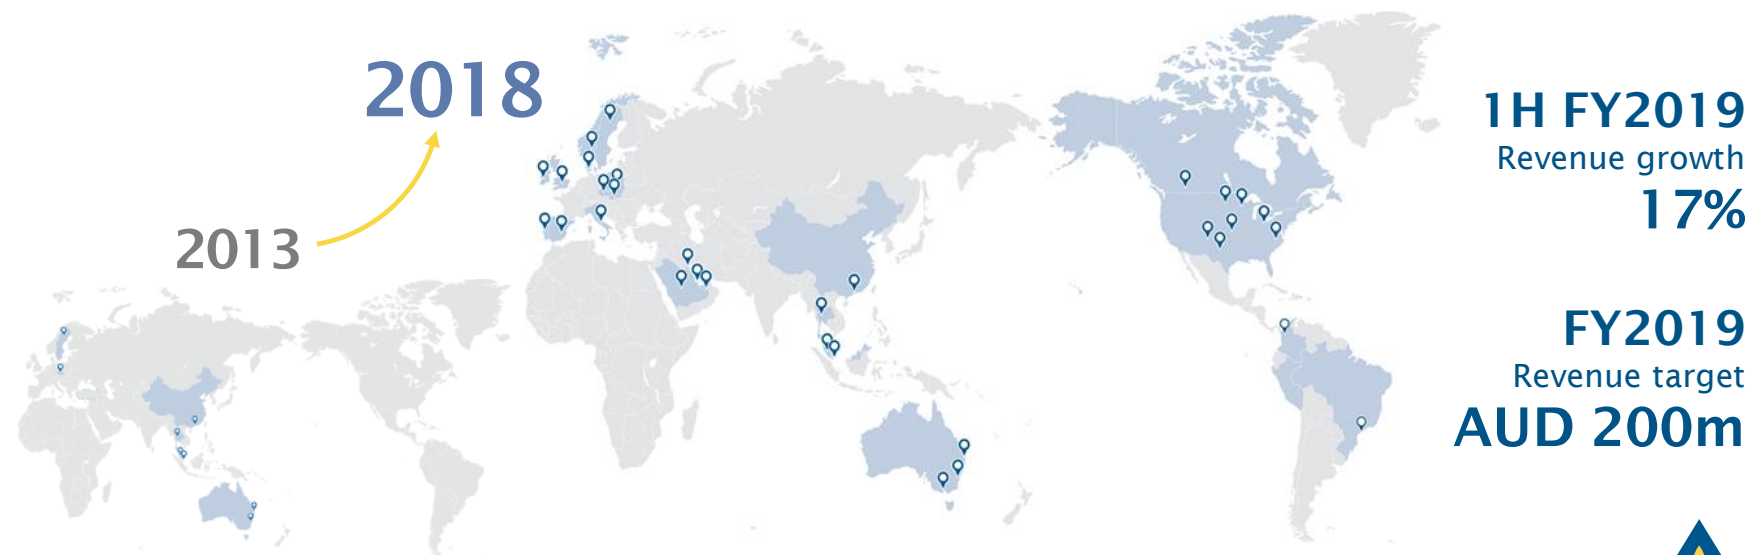 2018
2013
1H FY2019
Revenue growth
17%
FY2019
Revenue target
AUD 200m